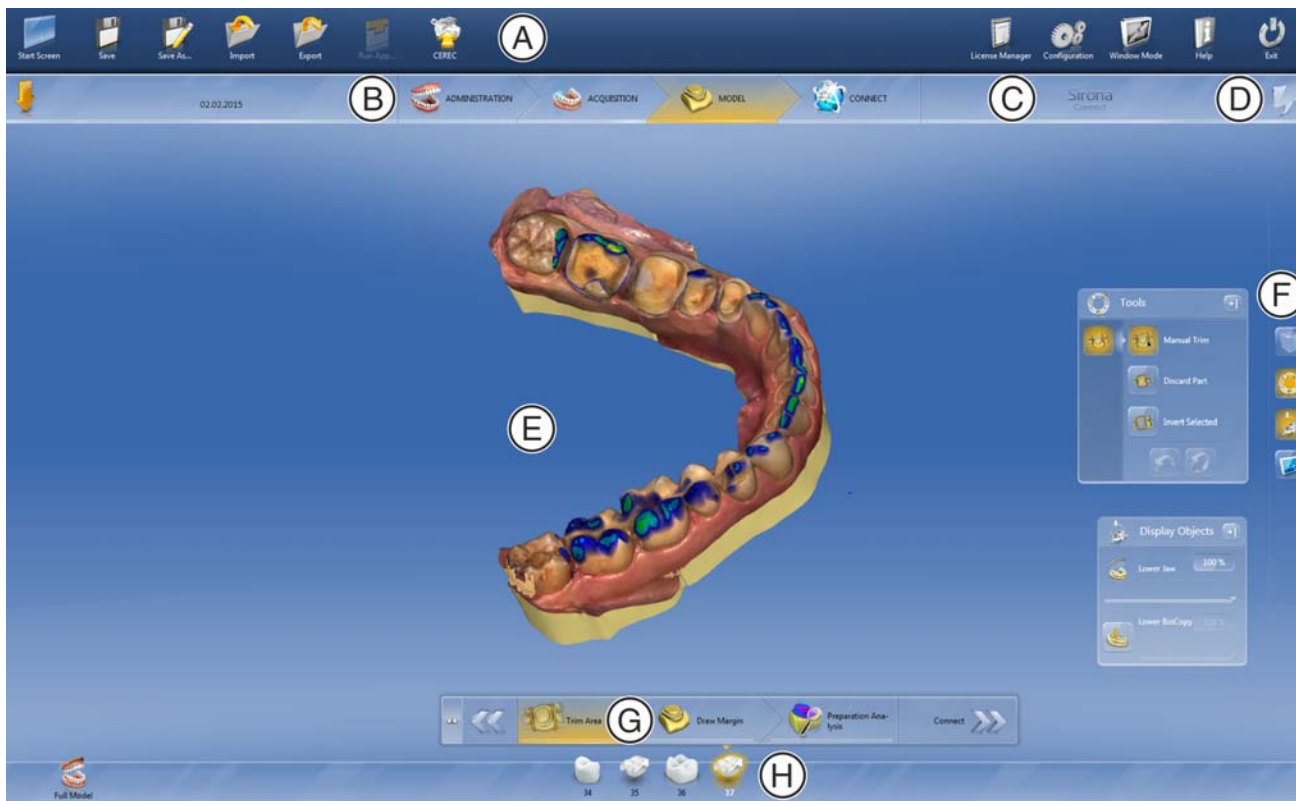 Start Screen
Save
Save As...
Import
Export
Run App...
CEREC
A
License Manager
Configuration
Window Mode
Help
Exit
02.02.2015
B
ADMINISTRATION
ACQUISITION
MODEL
CONNECT
C
Sirona
Connect
D
E
F
Tools
Manual Trim
Discard Part
Invert Selected
Display Objects
Lower Jaw
100 %
Lower BioCopy
100 %
Trim Area
G
Draw Margin
Preparation Ana-
lysis
Connect
Full Model
34
35
36
37
H